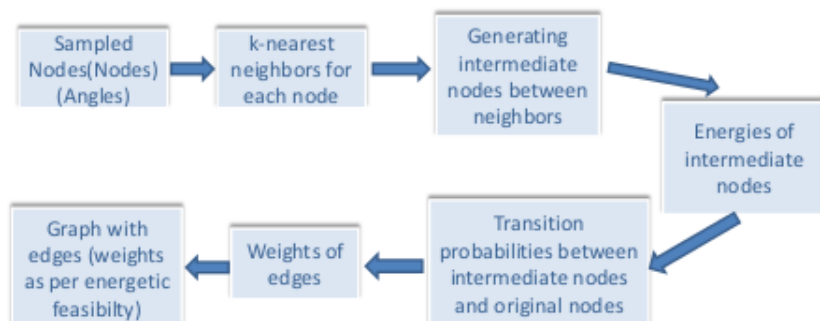 Sampled
Nodes(Nodes)
(Angles)
k-nearest
neighbors for
each node
Generating
intermediate
nodes between
neighbors
Energies of
intermediate
nodes
Transition
probabilities between
intermediate nodes
and original nodes
Weights of
edges
Graph with
edges (weights
as per energetic
feasibilty)